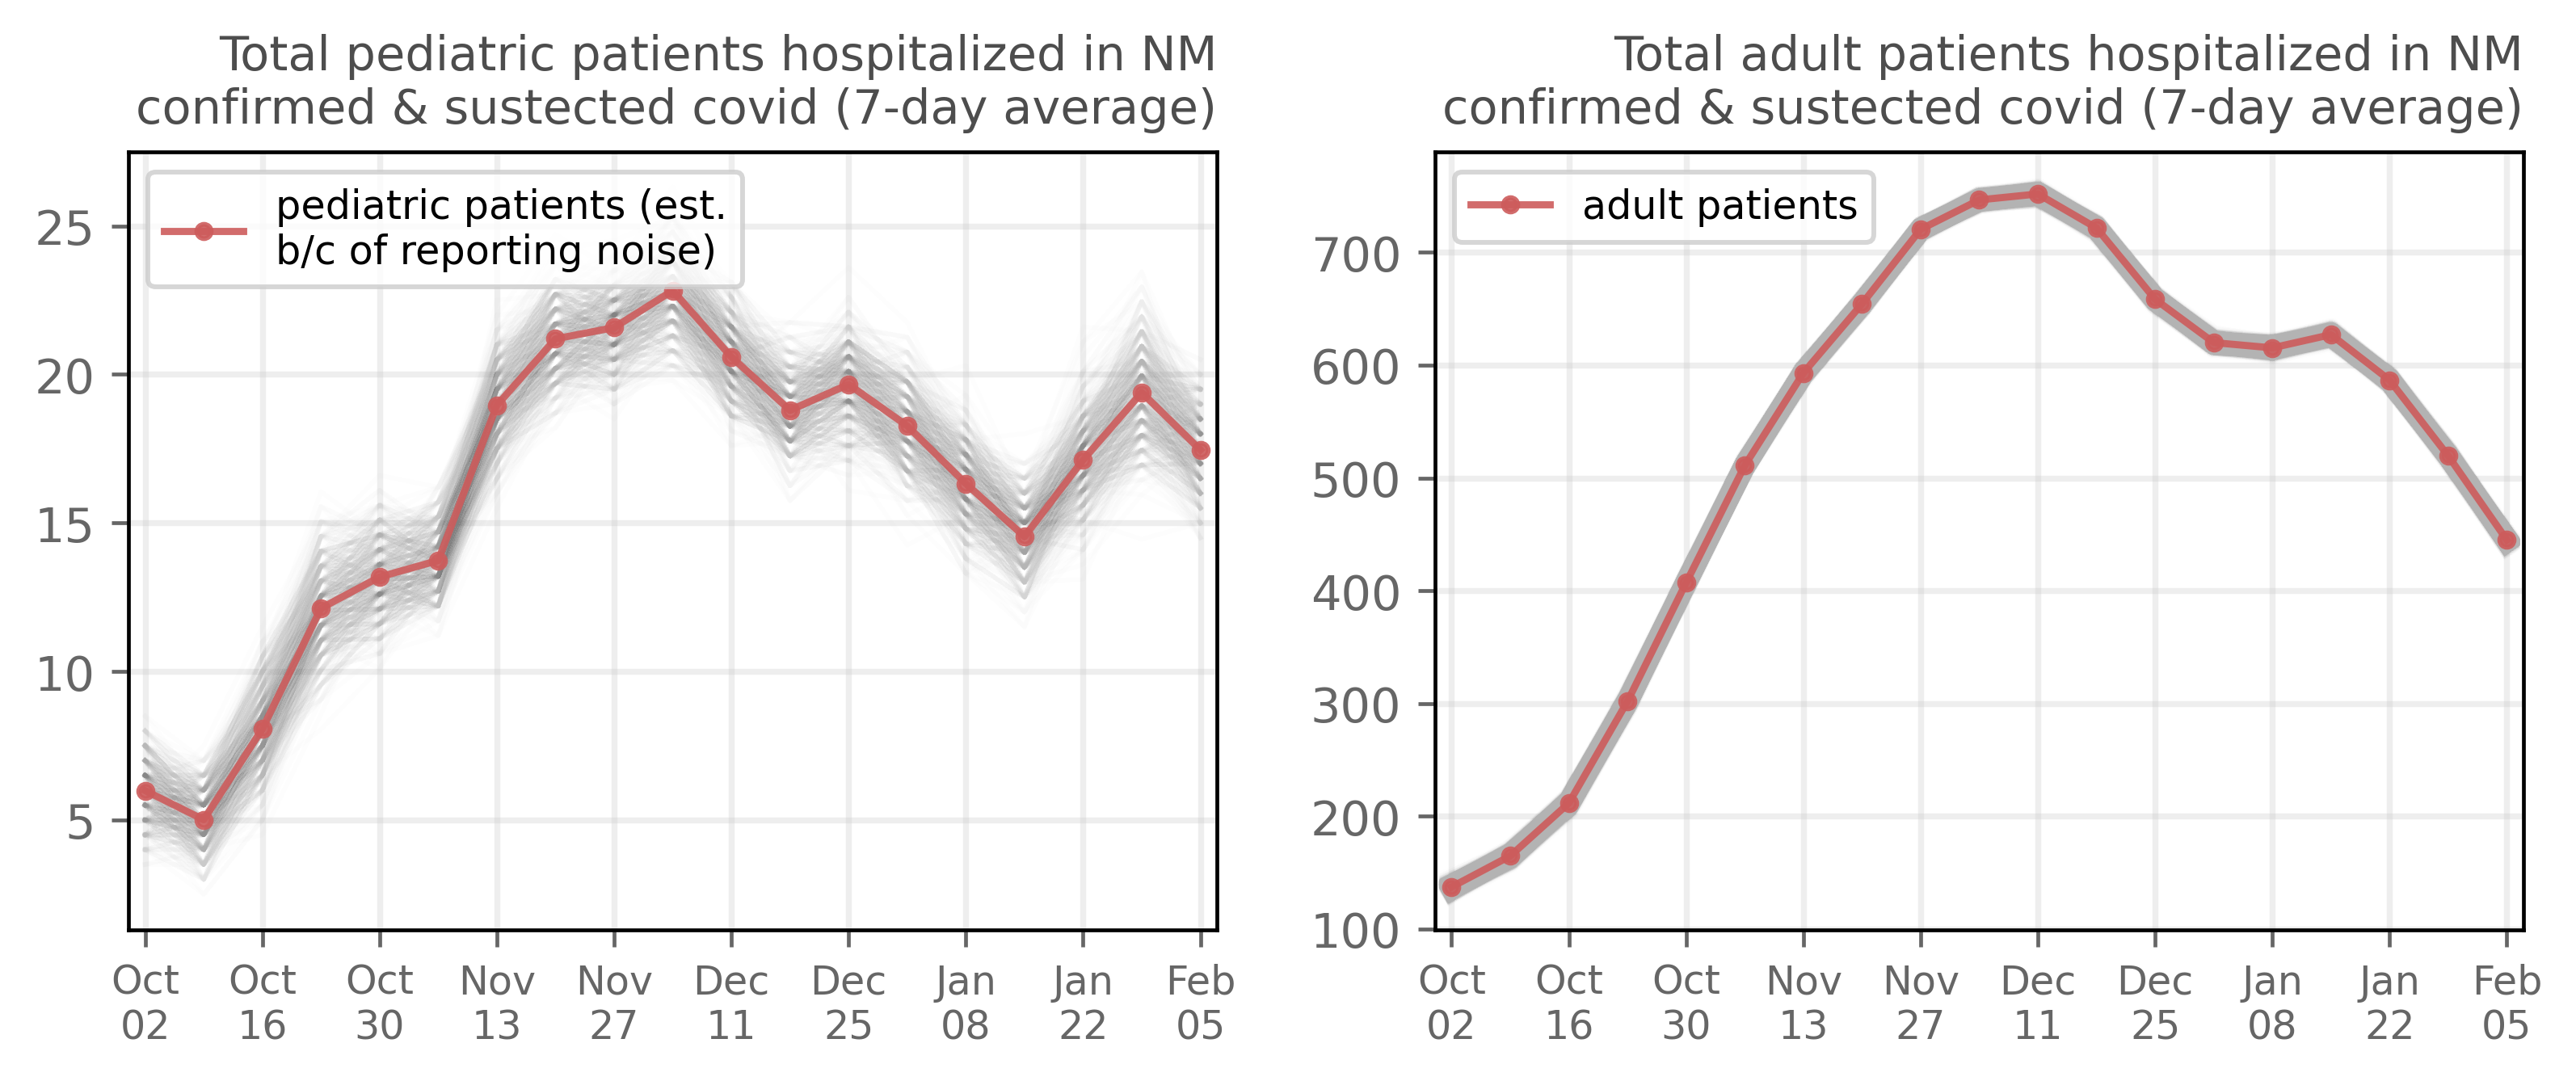 Total pediatric patients hospitalized in NM
confirmed & sustected covid (7-day average)
pediatric patients (est.
b/c of reporting noise)
25
20
15
10
5
Oct Oct Oct Nov Nov Dec Dec Jan Jan Feb
02 16 30 13 27 11 25 08 22 05
Total adult patients hospitalized in NM
confirmed & sustected covid (7-day average)
adult patients
700
600
500
400
300
200
100
Oct Oct Oct Nov Nov Dec Dec Jan Jan Feb
02 16 30 13 27 11 25 08 22 05